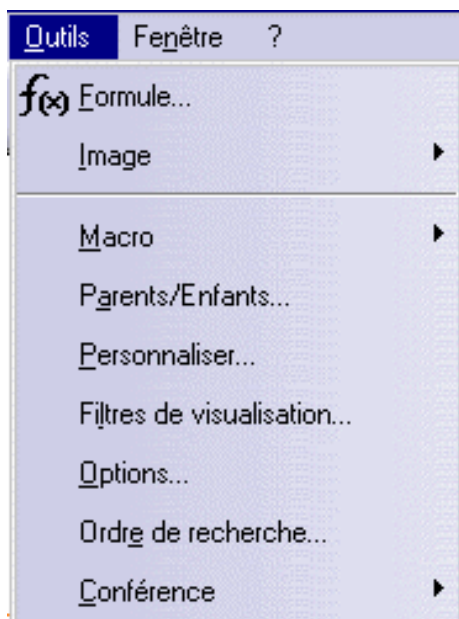 Outils Fenêtre ?
f(x) Formule...
Image
Macro
Parents/Enfants...
Personnaliser...
Filtres de visualisation...
Options...
Ordre de recherche...
Conférence